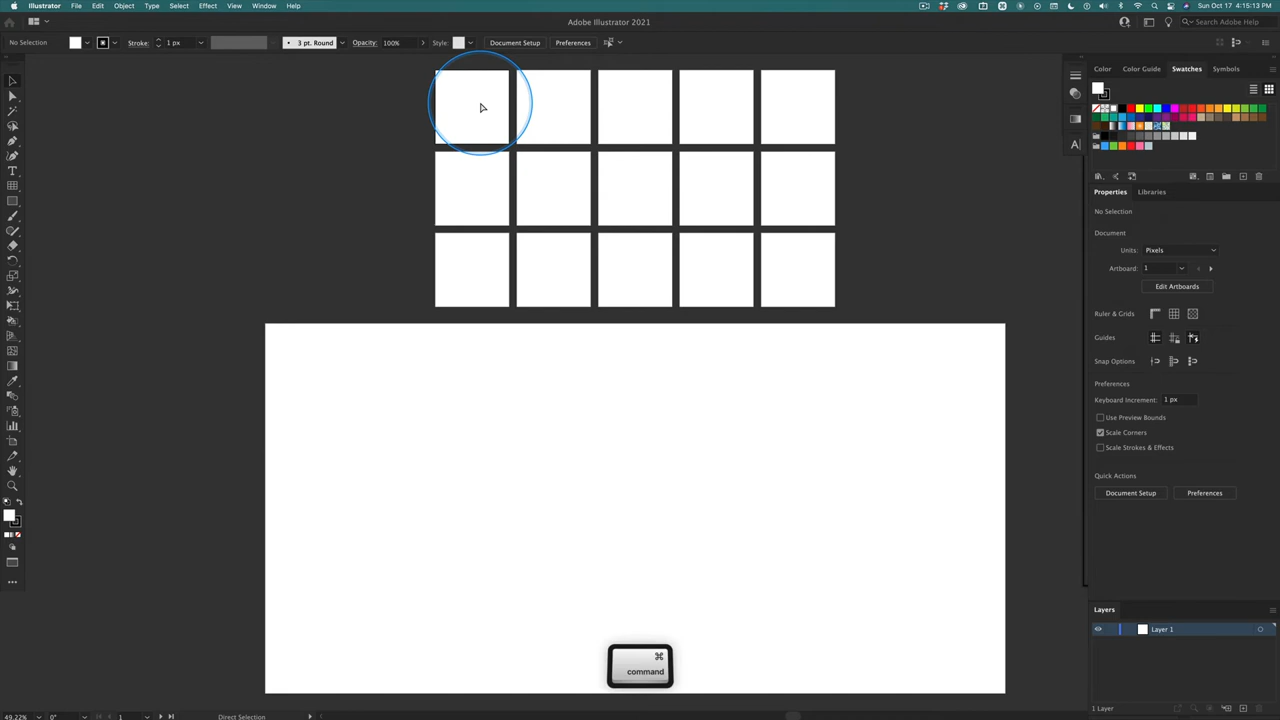 Illustrator File Edit Object Type Select Effect View Window Help
Sun Oct 17 4:15:13 PM
Adobe Illustrator 2021
Search Adobe Help
No Selection
Stroke:
1 px
3 pt. Round
Opacity:
100%
Style:
Document Setup
Preferences
Color
Color Guide
Swatches
Symbols
Properties
Libraries
No Selection
Document
Units:
Pixels
Artboard:
1
Edit Artboards
Ruler & Grids
Guides
Snap Options
Preferences
Keyboard Increment:
1 px
Use Preview Bounds
Scale Corners
Scale Strokes & Effects
Quick Actions
Document Setup
Preferences
Layers
Layer 1
⌘
command
49.22%
0°
1
Direct Selection
1 Layer